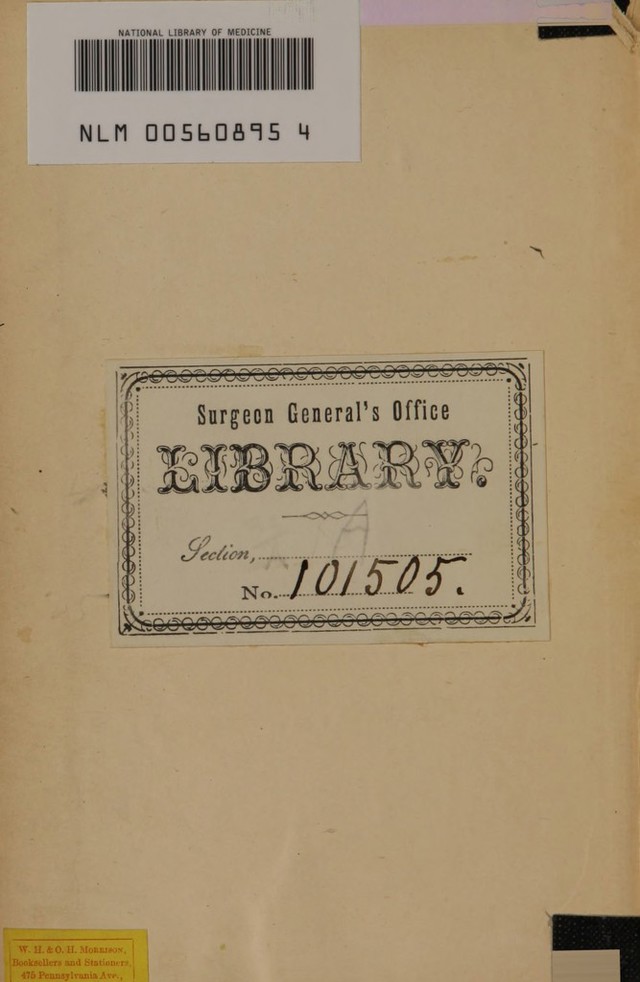 NATIONAL LIBRARY OF MEDICINE
NLM 00560895 4
Surgeon General's Office
LIBRARY.
Section,
No. 101505.
W. H. & O. H. MORRISON,
Booksellers and Stationers,
475 Pennsylvania Ave.,